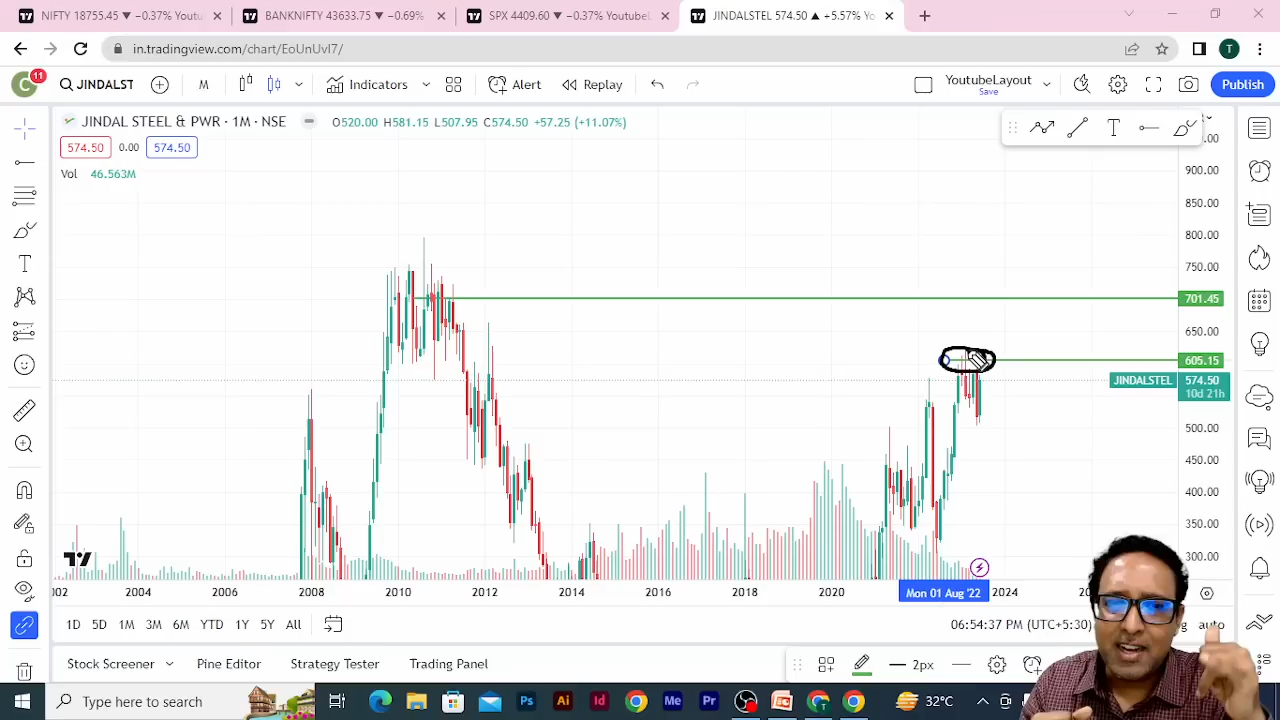 NIFTY 18755.45 ▼ −0.37% Youtu
BANKNIFTY 43633.75 ▼ −0.69%
SPX 4409.60 ▼ −0.37% Youtubel
JINDALSTEL 574.50 ▲ +5.57% Yo
in.tradingview.com/chart/EoUnUvI7/
T
C 11
JINDALST
M
Indicators
Alert
Replay
YoutubeLayout
Save
Publish
JINDAL STEEL & PWR · 1M · NSE
O520.00 H581.15 L507.95 C574.50 +57.25 (+11.07%)
574.50 0.00 574.50
Vol 46.563M
900.00
850.00
800.00
750.00
701.45
650.00
605.15
JINDALSTEL 574.50
10d 21h
500.00
450.00
400.00
350.00
300.00
2004 2006 2008 2010 2012 2014 2016 2018 2020 Mon 01 Aug '22 2024
1D 5D 1M 3M 6M YTD 1Y 5Y All
06:54:37 PM (UTC+5:30)
auto
Stock Screener Pine Editor Strategy Tester Trading Panel
2px
Type here to search
Ps Ai Id Me Pr
32°C